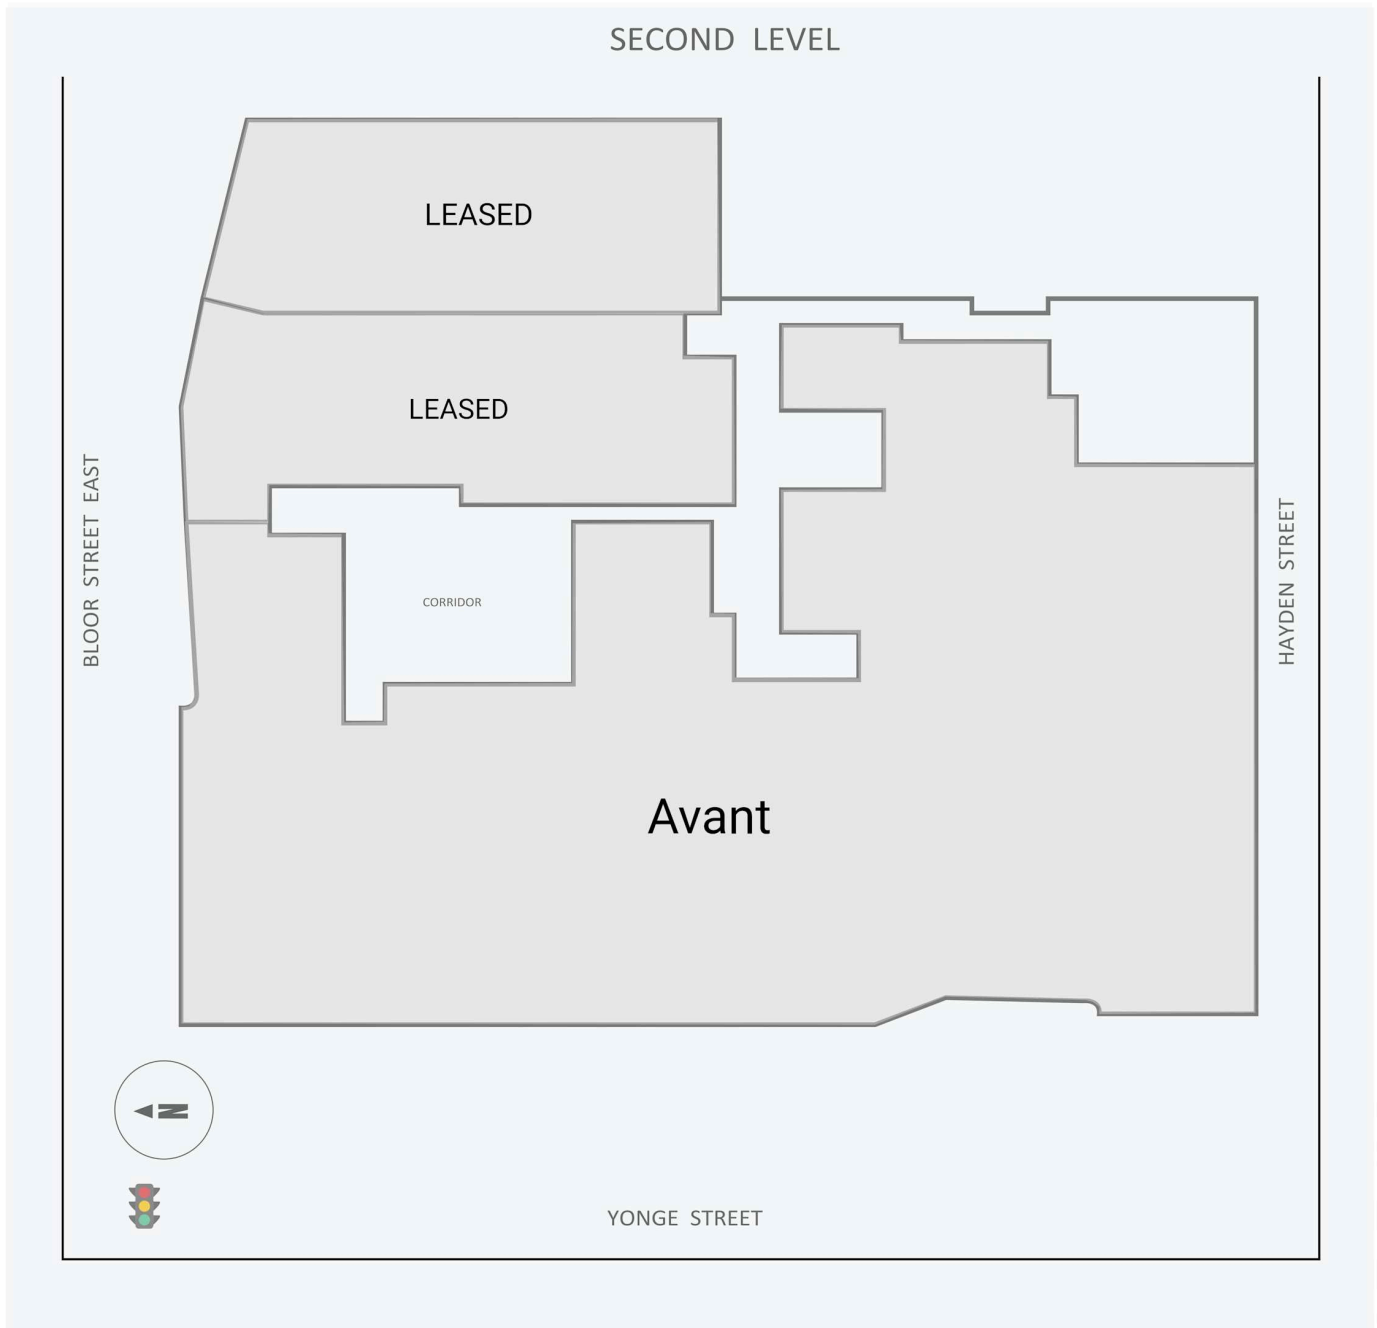 SECOND LEVEL
LEASED
LEASED
BLOOR STREET EAST
HAYDEN STREET
CORRIDOR
Avant
N
YONGE STREET